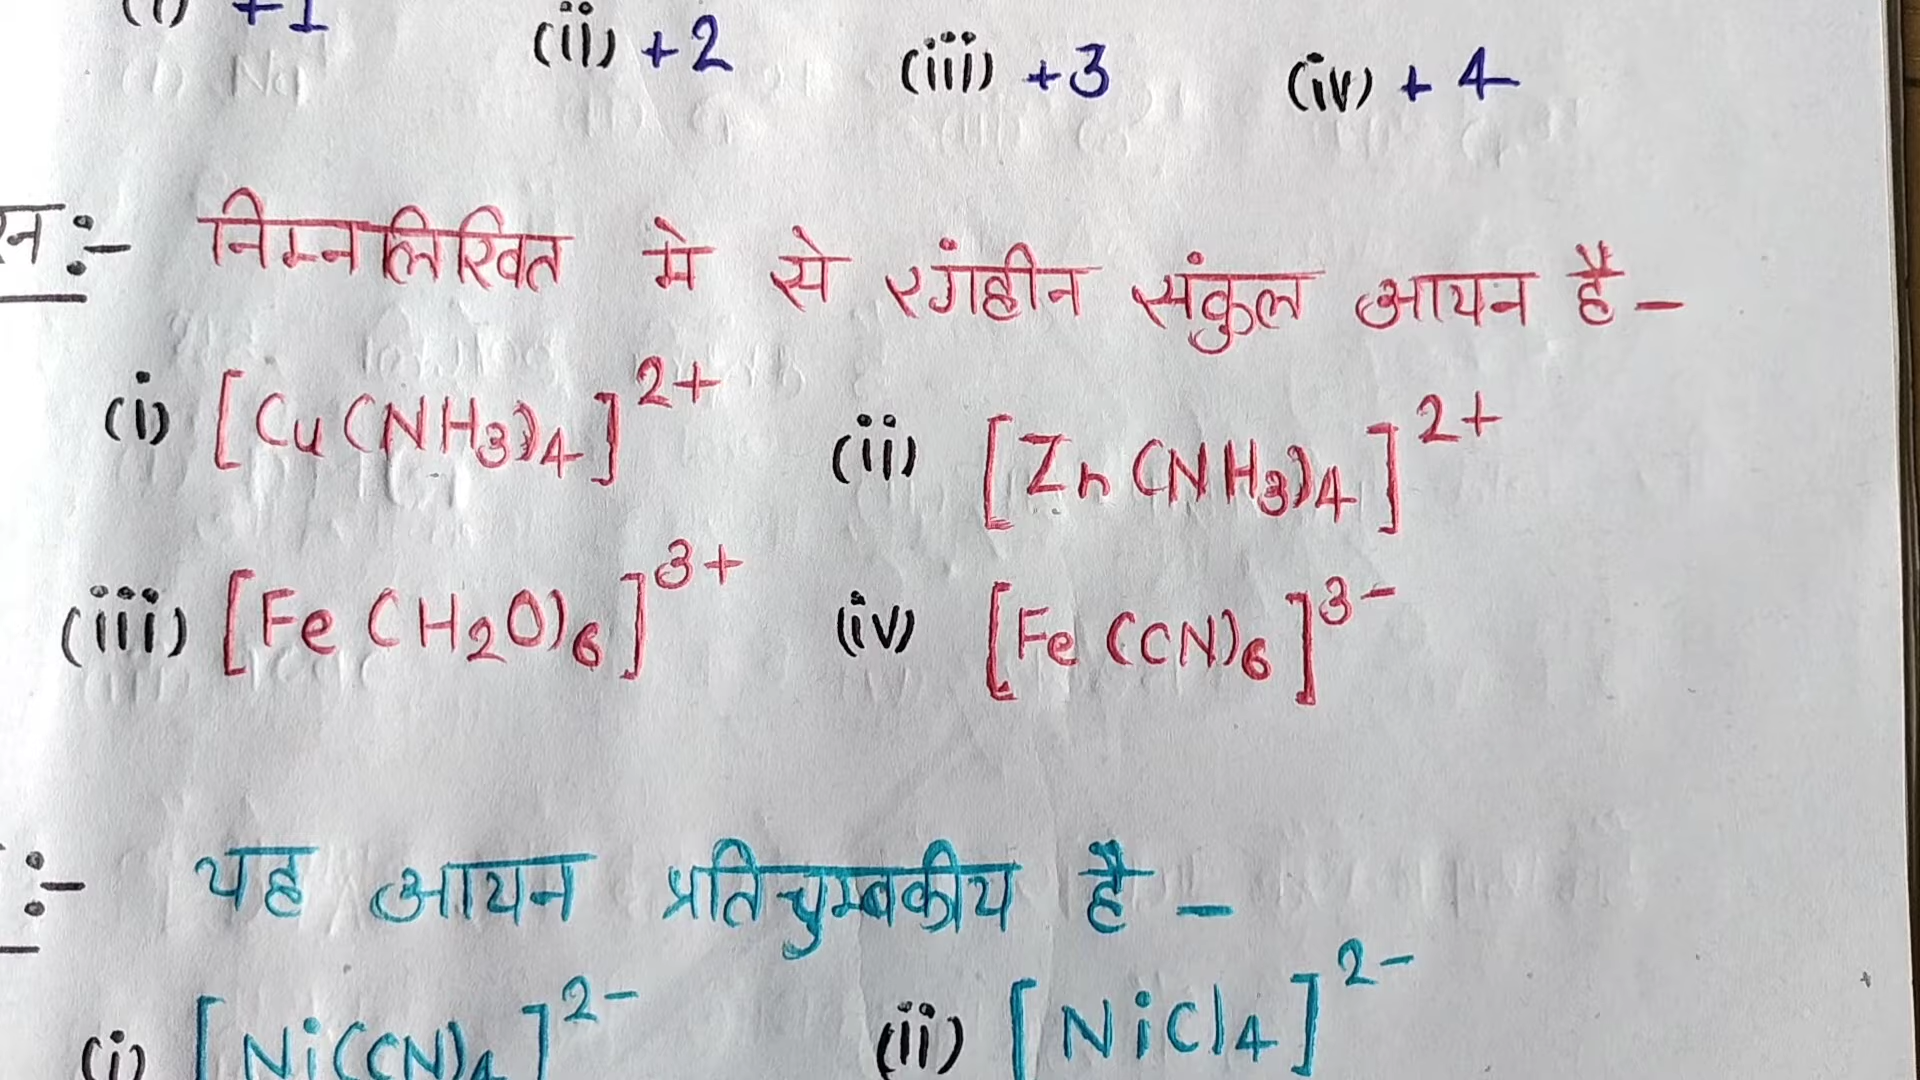 (i) +1 (ii) +2 (iii) +3 (iv) +4
:- निम्नलिखित मे से रंगहीन संकुल आयन है -
(i) [Cu(NH3)4]2+ (ii) [Zn(NH3)4]2+
(iii) [Fe(H2O)6]3+ (iv) [Fe(CN)6]3-
:- यह आयन प्रतिचुम्बकीय है -
(i) [Ni(CN)4]2- (ii) [NiCl4]2-